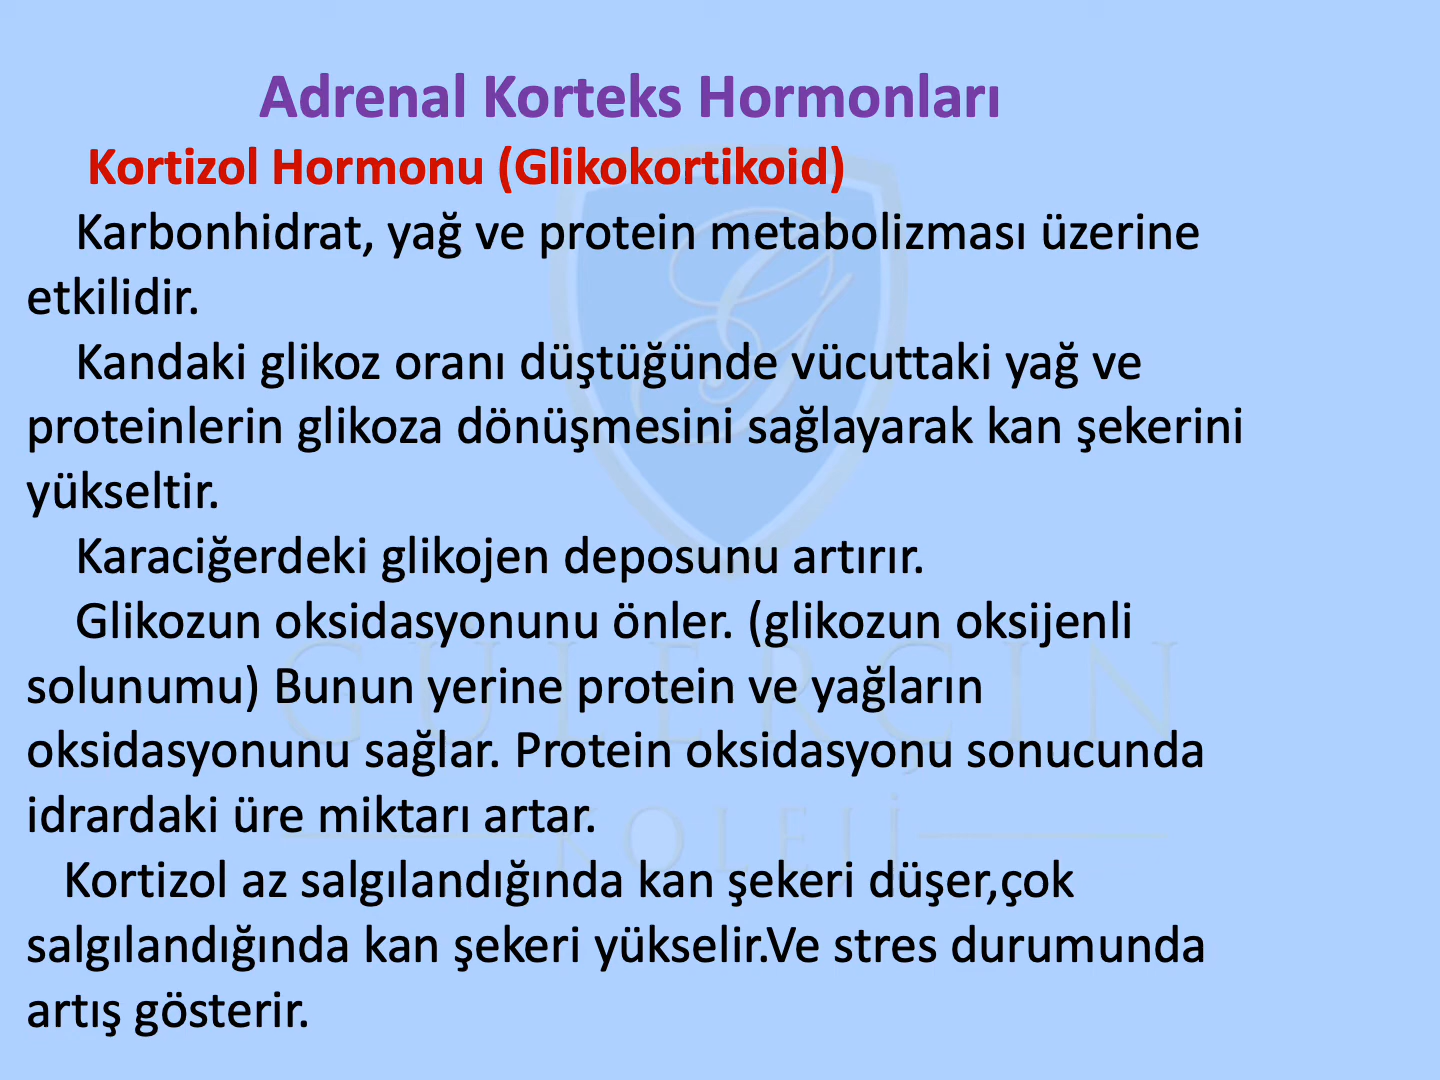 Adrenal Korteks Hormonları
Kortizol Hormonu (Glikokortikoid)
Karbonhidrat, yağ ve protein metabolizması üzerine
etkilidir.
Kandaki glikoz oranı düştüğünde vücuttaki yağ ve
proteinlerin glikoza dönüşmesini sağlayarak kan şekerini
yükseltir.
Karaciğerdeki glikojen deposunu artırır.
Glikozun oksidasyonunu önler. (glikozun oksijenli
solunumu) Bunun yerine protein ve yağların
oksidasyonunu sağlar. Protein oksidasyonu sonucunda
idrardaki üre miktarı artar.
Kortizol az salgılandığında kan şekeri düşer,çok
salgılandığında kan şekeri yükselir.Ve stres durumunda
artış gösterir.
G
GÜLERÇİN
KOLEJİ